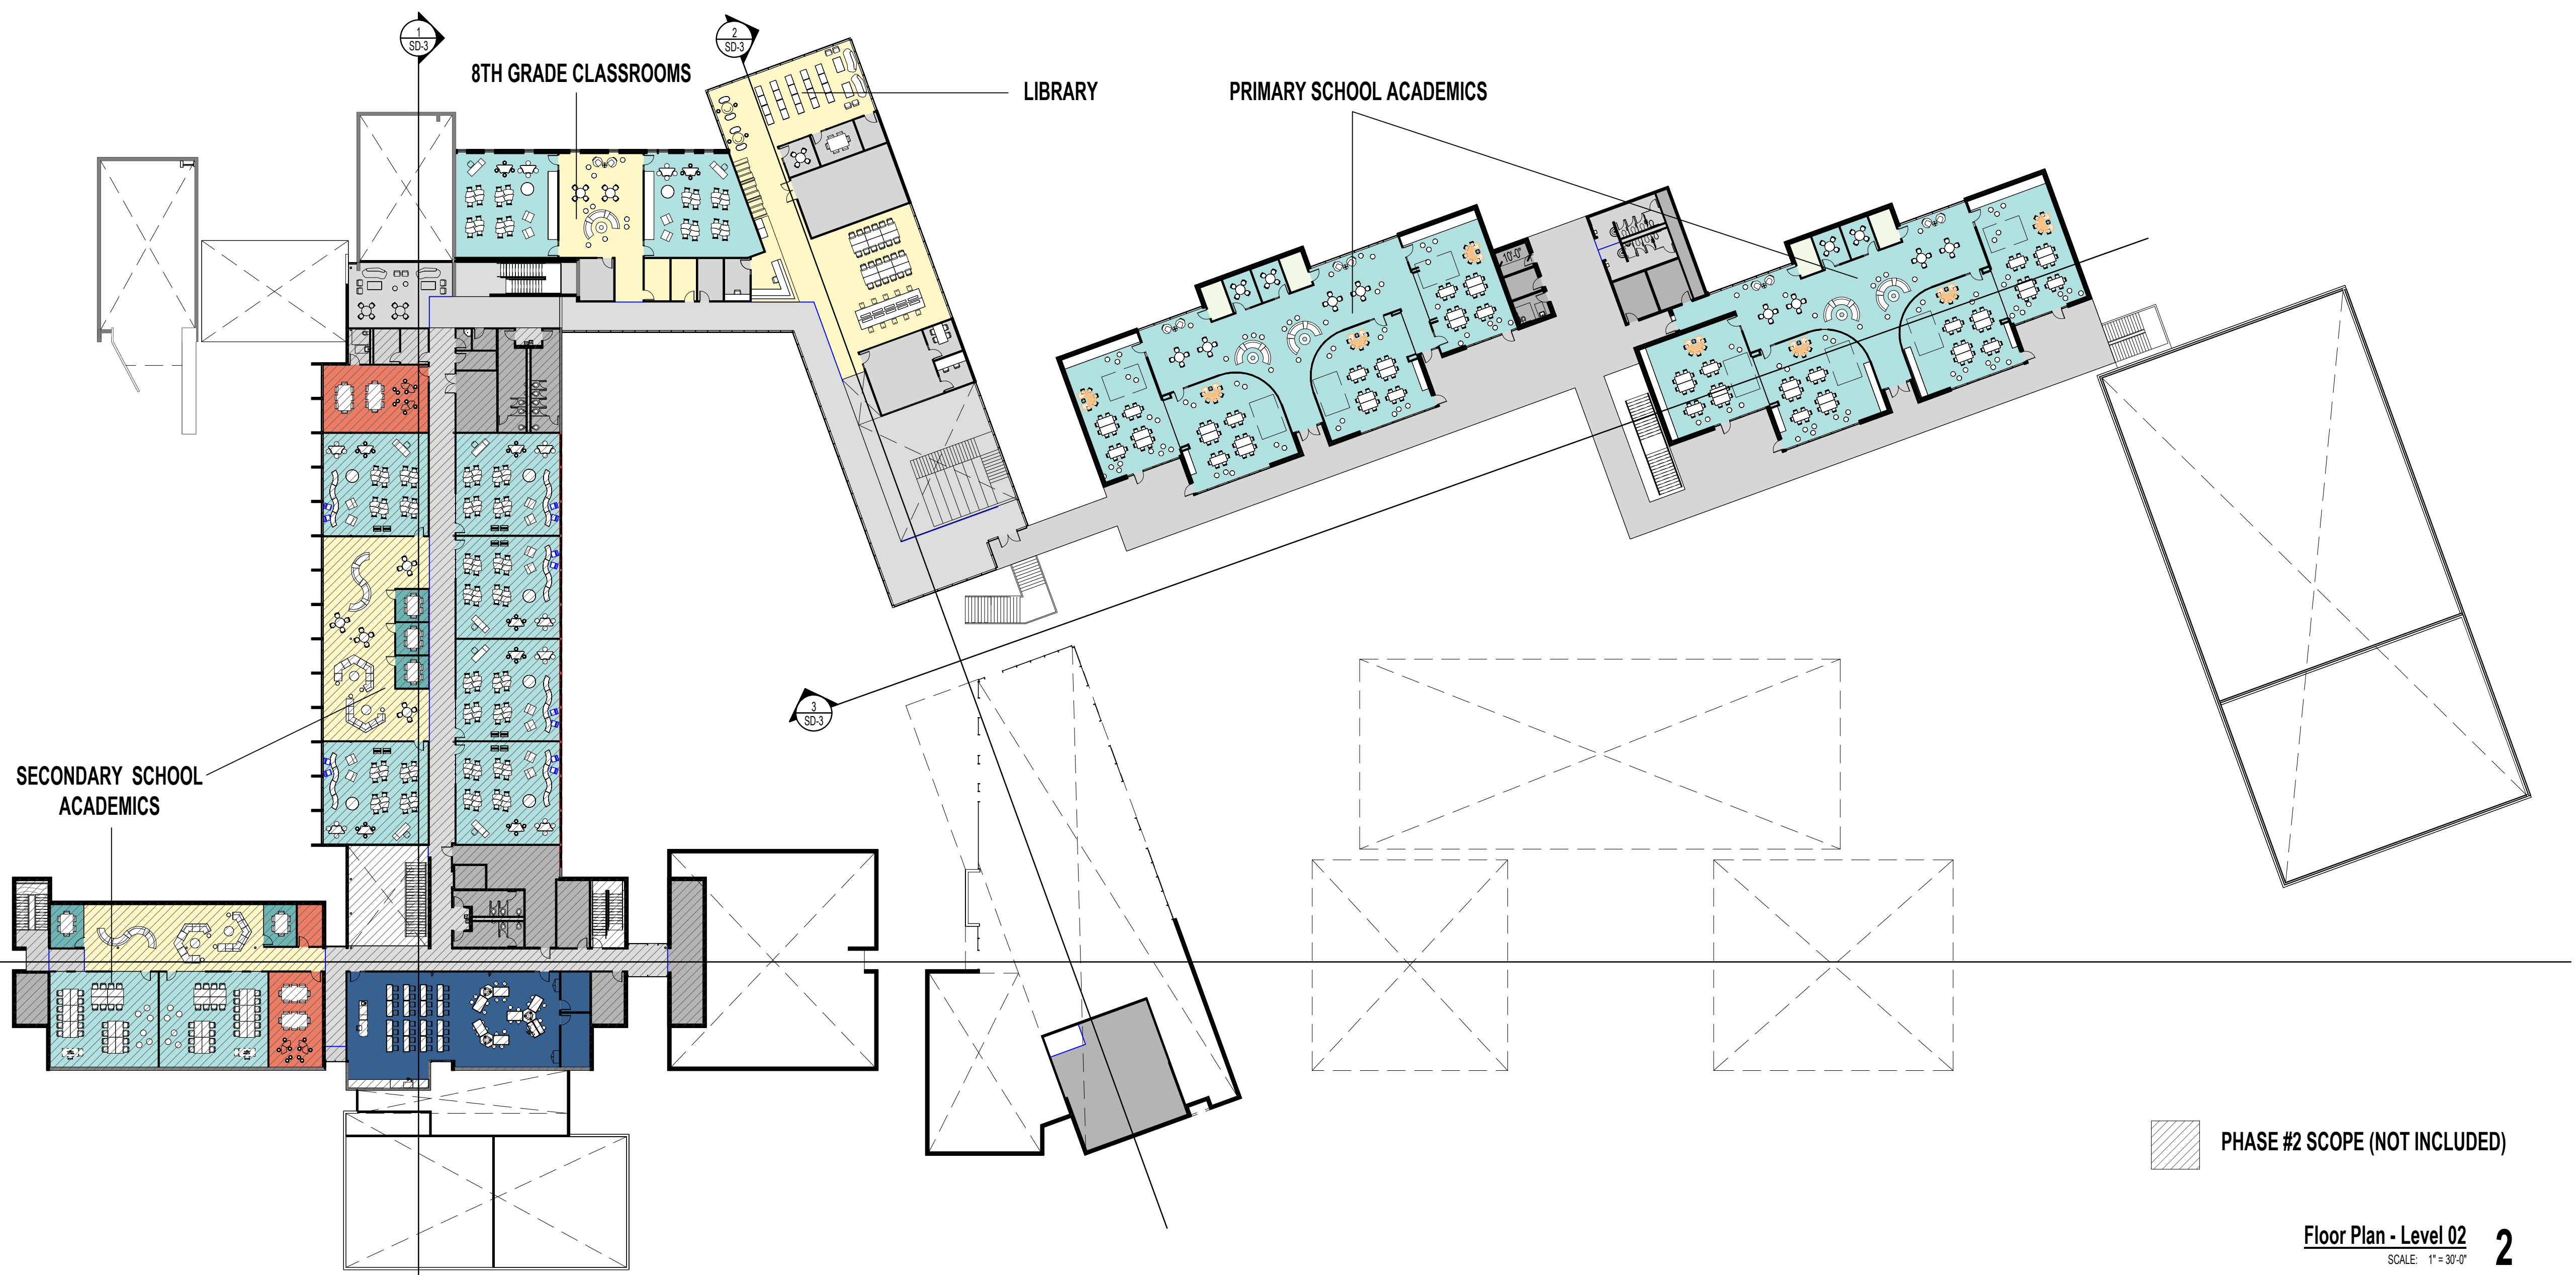 1
SD-3
2
SD-3
8TH GRADE CLASSROOMS
LIBRARY
PRIMARY SCHOOL ACADEMICS
10'-0"
3
SD-3
SECONDARY SCHOOL
ACADEMICS
PHASE #2 SCOPE (NOT INCLUDED)
Floor Plan - Level 02
2
SCALE: 1" = 30'-0"